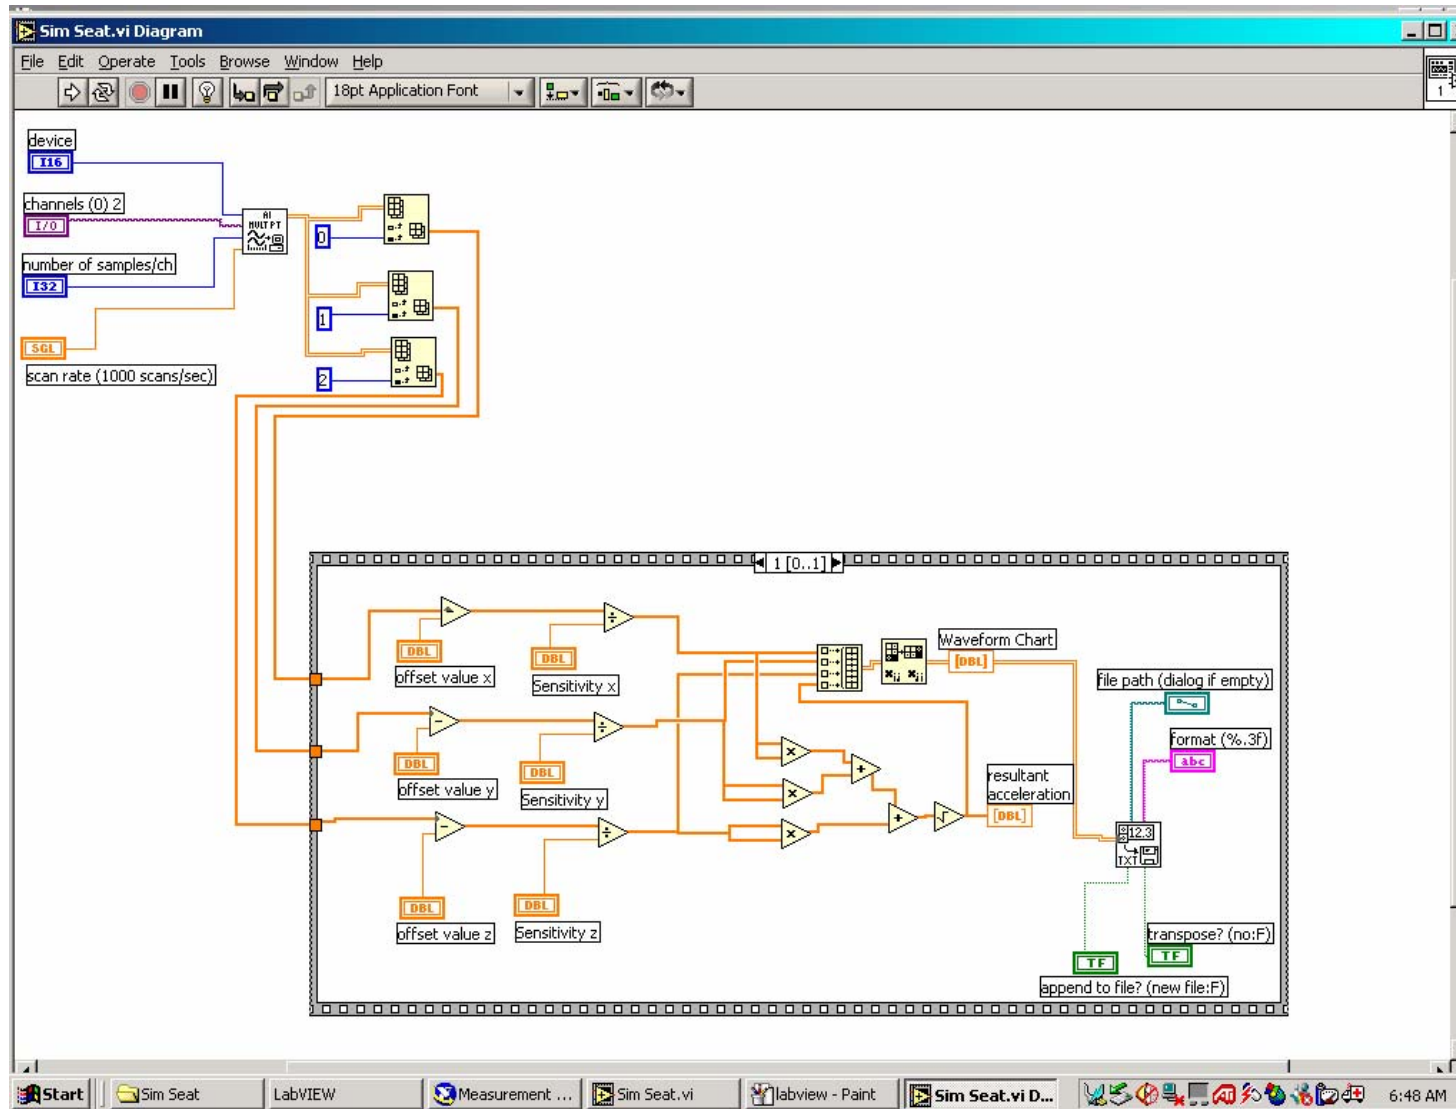 Sim Seat.vi Diagram
File Edit Operate Tools Browse Window Help
18pt Application Font
1
device
I16
channels (0) 2
I/O
number of samples/ch
I32
SGL
scan rate (1000 scans/sec)
AI
MULT PT
0
1
2
1 [0..1]
DBL
offset value x
DBL
Sensitivity x
Waveform Chart
[DBL]
file path (dialog if empty)
format (%.3f)
abc
DBL
offset value y
DBL
Sensitivity y
resultant
acceleration
[DBL]
12.3
TXT
DBL
offset value z
DBL
Sensitivity z
transpose? (no:F)
TF
TF
append to file? (new file:F)
Start Sim Seat LabVIEW Measurement ... Sim Seat.vi labview - Paint Sim Seat.vi D... 6:48 AM